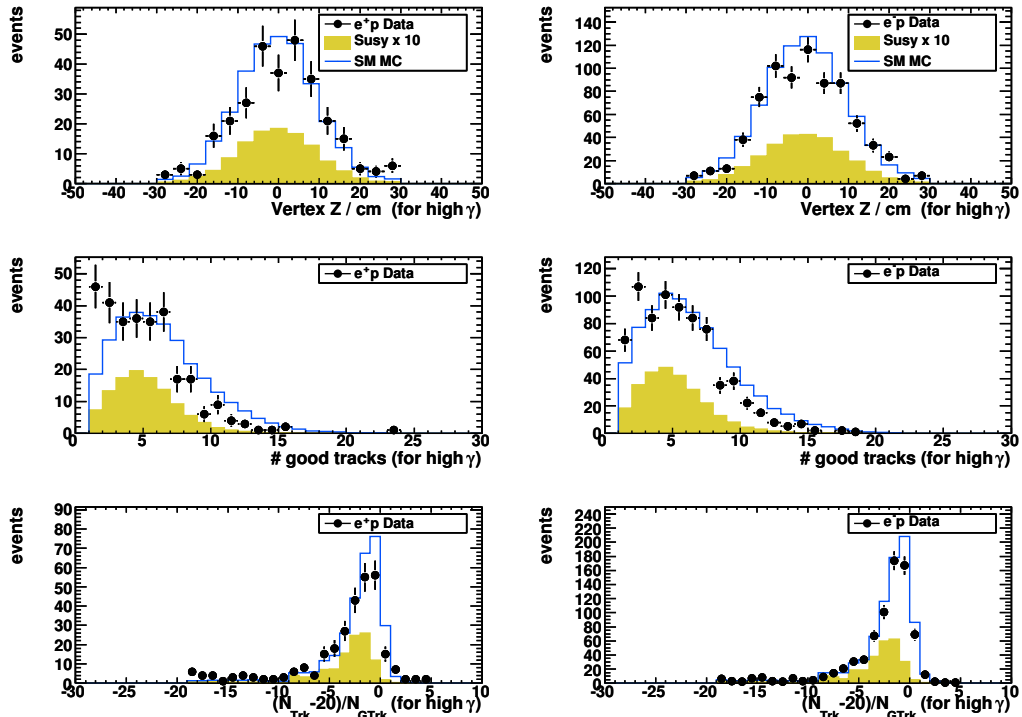 events
50
40
30
20
10
0
e⁺p Data
Susy x 10
SM MC
-50 -40 -30 -20 -10 0 10 20 30 40 50
Vertex Z / cm (for high γ)
events
140
120
100
80
60
40
20
0
e⁻p Data
Susy x 10
SM MC
-50 -40 -30 -20 -10 0 10 20 30 40 50
Vertex Z / cm (for high γ)
events
50
40
30
20
10
0
e⁺p Data
5 10 15 20 25 30
# good tracks (for high γ)
events
120
100
80
60
40
20
0
e⁻p Data
5 10 15 20 25 30
# good tracks (for high γ)
events
90
80
70
60
50
40
30
20
10
0
e⁺p Data
-30 -25 -20 -15 -10 -5 0 5 10
(N_Trk -20)/N_GTrk (for high γ)
events
240
220
200
180
160
140
120
100
80
60
40
20
0
e⁻p Data
-30 -25 -20 -15 -10 -5 0 5 10
(N_Trk -20)/N_GTrk (for high γ)